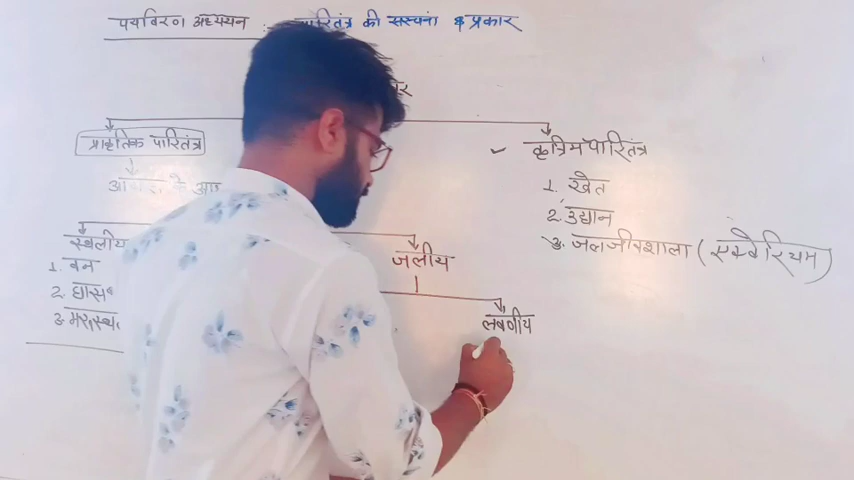 पर्यावरण अध्ययन : पारितंत्र की संरचना & प्रकार
प्राकृतिक पारितंत्र
कृत्रिम पारितंत्र
के
1. खेत
2. उद्यान
3. जलजीवशाला (एक्वेरियम)
स्थलीय
1. वन
2. घास
3. मरुस्थ
जलीय
लवणीय